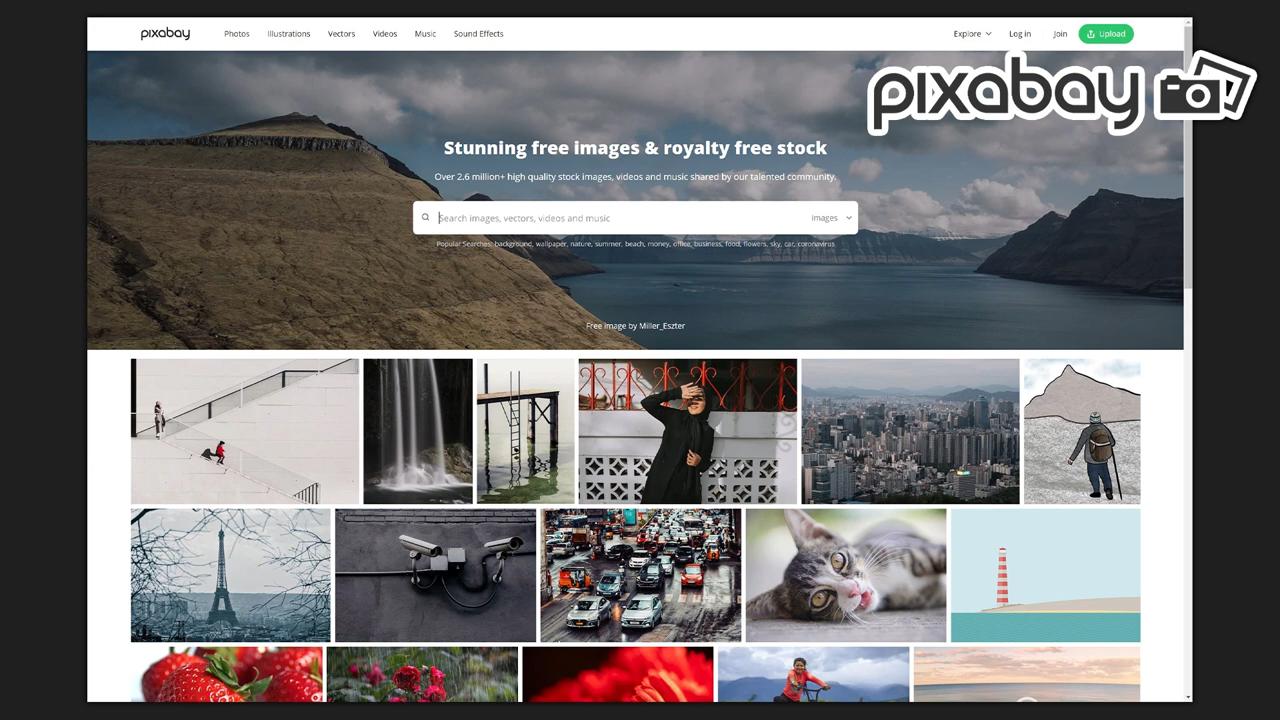 pixabay
Photos Illustrations Vectors Videos Music Sound Effects
Explore Log in Join Upload
pixabay
Stunning free images & royalty free stock
Over 2.6 million+ high quality stock images, videos and music shared by our talented community.
Search images, vectors, videos and music
Images
Popular Searches: background, wallpaper, nature, summer, beach, money, office, business, food, flowers, sky, car, coronavirus
Free image by Miller_Eszter